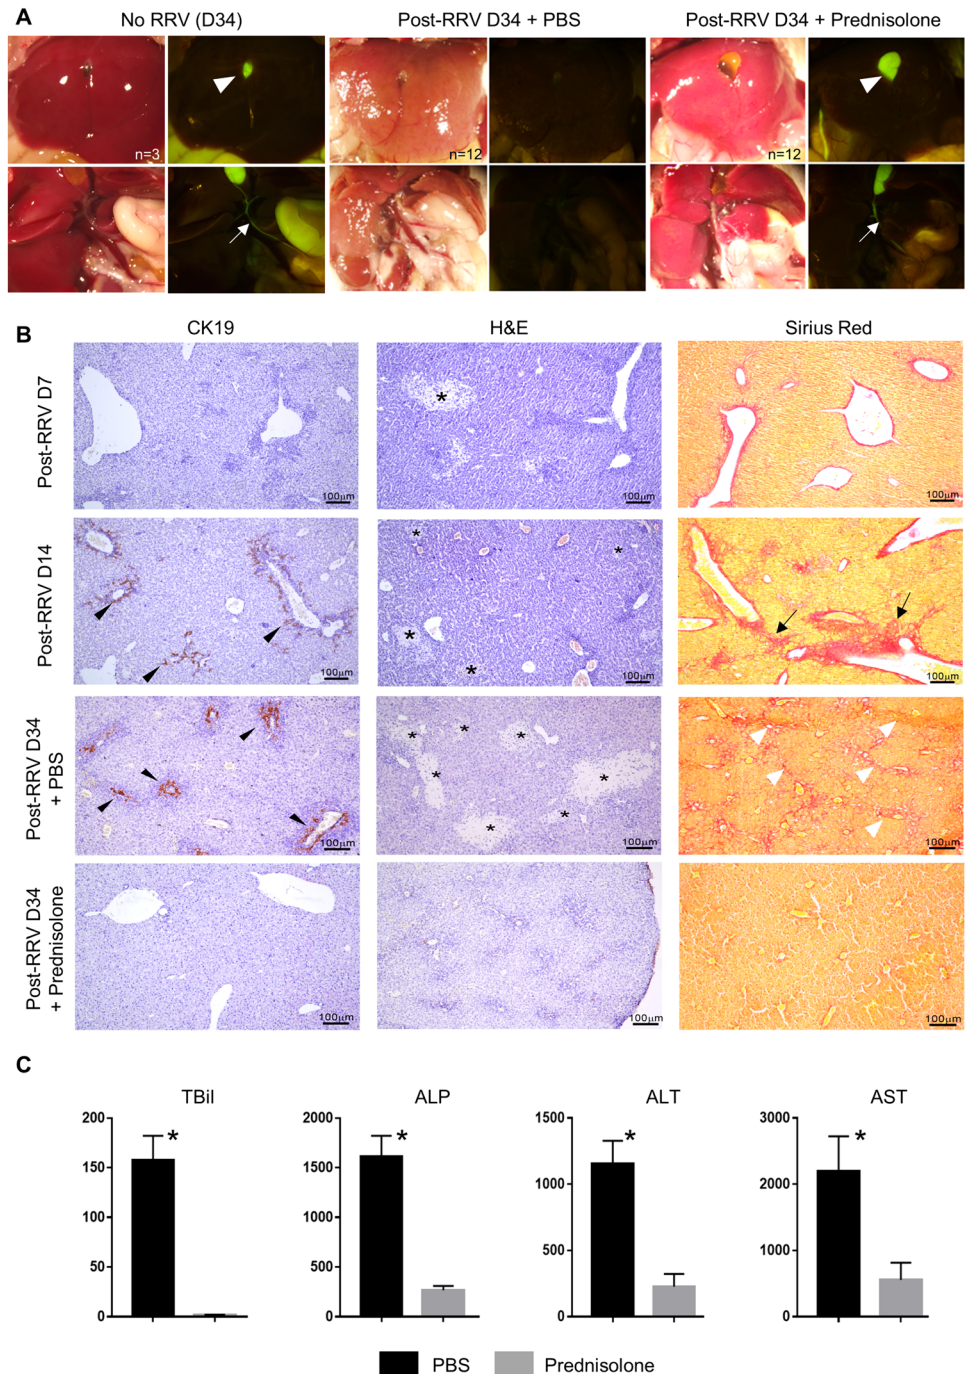 A
No RRV (D34)
Post-RRV D34 + PBS
Post-RRV D34 + Prednisolone
n=3
n=12
n=12
B
CK19
H&E
Sirius Red
Post-RRV D7
100µm
100µm
100µm
*
Post-RRV D14
100µm
100µm
100µm
* * * *
Post-RRV D34
+ PBS
100µm
100µm
100µm
* * * * * * *
Post-RRV D34
+ Prednisolone
100µm
100µm
100µm
C
TBil
200
150
100
50
0
*
ALP
2000
1500
1000
500
0
*
ALT
1500
1000
500
0
*
AST
3000
2000
1000
0
*
PBS
Prednisolone